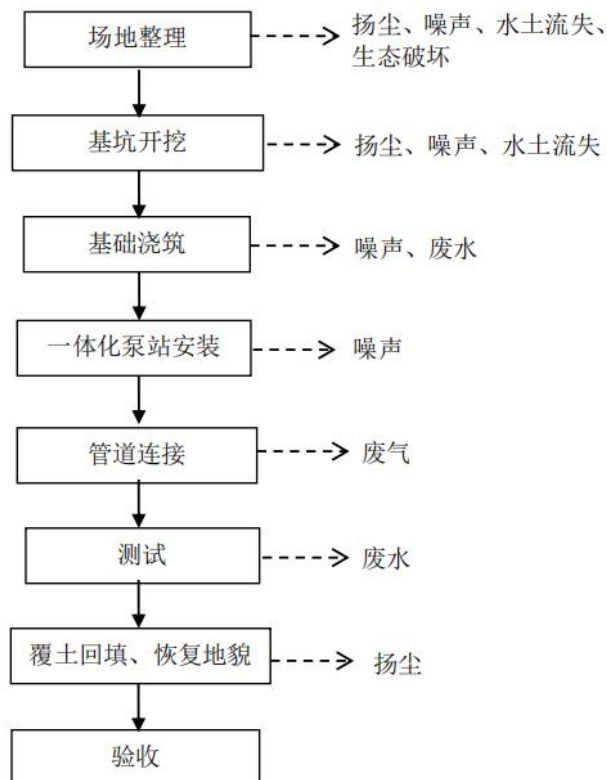 场地整理
扬尘、噪声、水土流失、
生态破坏
基坑开挖
扬尘、噪声、水土流失
基础浇筑
噪声、废水
一体化泵站安装
噪声
管道连接
废气
测试
废水
覆土回填、恢复地貌
扬尘
验收